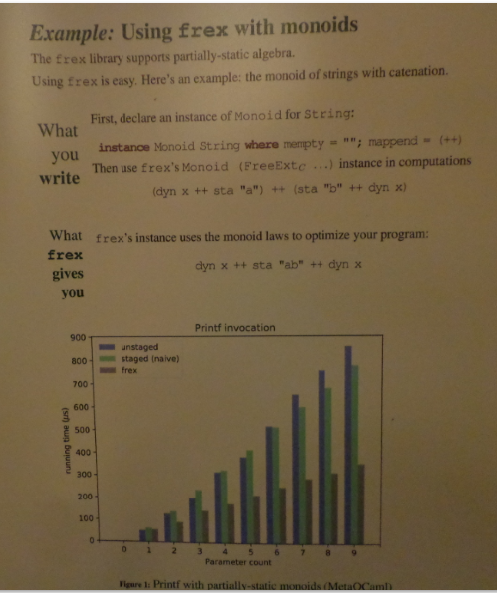 Example: Using frex with monoids
The frex library supports partially-static algebra.
Using frex is easy. Here's an example: the monoid of strings with catenation.
What you write
First, declare an instance of Monoid for String:
instance Monoid String where mempty = ""; mappend = (++)
Then use frex's Monoid (FreeExtC ...) instance in computations
(dyn x ++ sta "a") ++ (sta "b" ++ dyn x)
What frex gives you
frex's instance uses the monoid laws to optimize your program:
dyn x ++ sta "ab" ++ dyn x
Printf invocation
900
800
700
600
500
400
300
200
100
0
running time (μs)
unstaged
staged (naive)
frex
0 1 2 3 4 5 6 7 8 9
Parameter count
Figure 1: Printf with partially-static monoids (MetaOCaml)